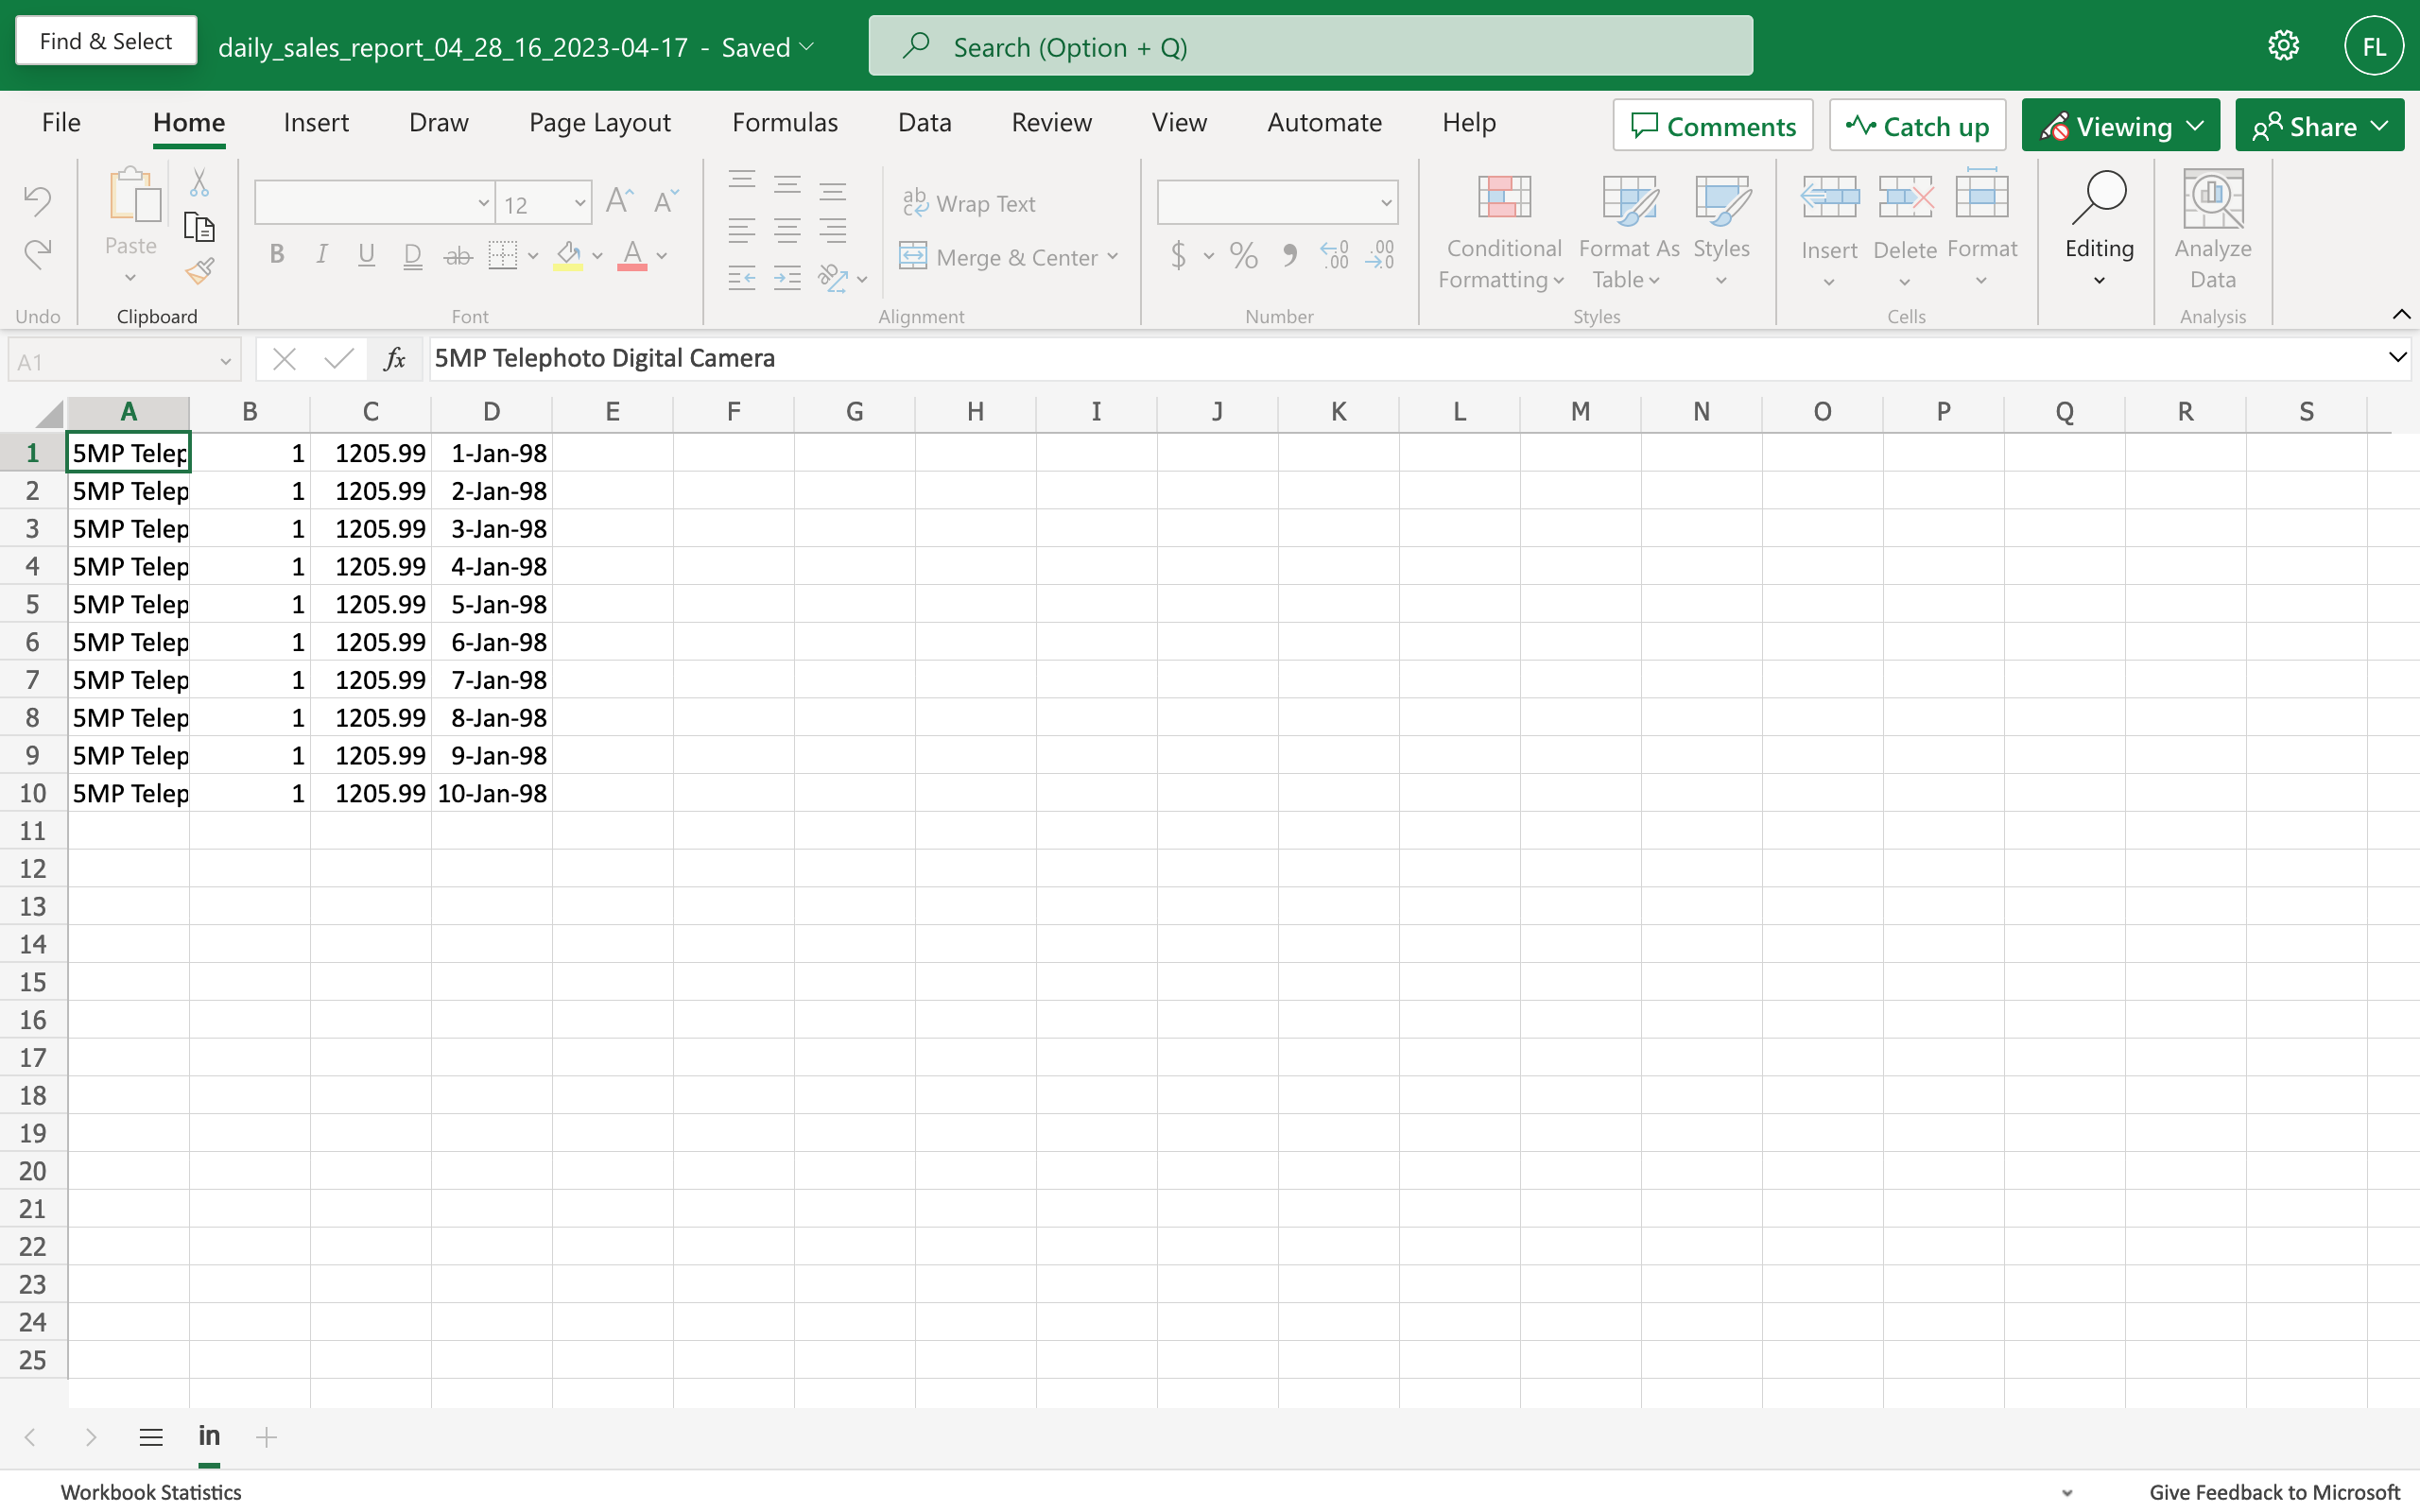 Find & Select
daily_sales_report_04_28_16_2023-04-17 - Saved
Search (Option + Q)
FL
File Home Insert Draw Page Layout Formulas Data Review View Automate Help
Comments Catch up Viewing Share
Paste
12
B I U D ab A
Wrap Text
Merge & Center
$ % 9
Conditional Formatting
Format As Table
Styles
Insert Delete Format
Editing
Analyze Data
Undo Clipboard Font Alignment Number Styles Cells Analysis
A1 fx 5MP Telephoto Digital Camera
A B C D E F G H I J K L M N O P Q R S
1 5MP Telep 1 1205.99 1-Jan-98
2 5MP Telep 1 1205.99 2-Jan-98
3 5MP Telep 1 1205.99 3-Jan-98
4 5MP Telep 1 1205.99 4-Jan-98
5 5MP Telep 1 1205.99 5-Jan-98
6 5MP Telep 1 1205.99 6-Jan-98
7 5MP Telep 1 1205.99 7-Jan-98
8 5MP Telep 1 1205.99 8-Jan-98
9 5MP Telep 1 1205.99 9-Jan-98
10 5MP Telep 1 1205.99 10-Jan-98
11
12
13
14
15
16
17
18
19
20
21
22
23
24
25
in
Workbook Statistics Give Feedback to Microsoft